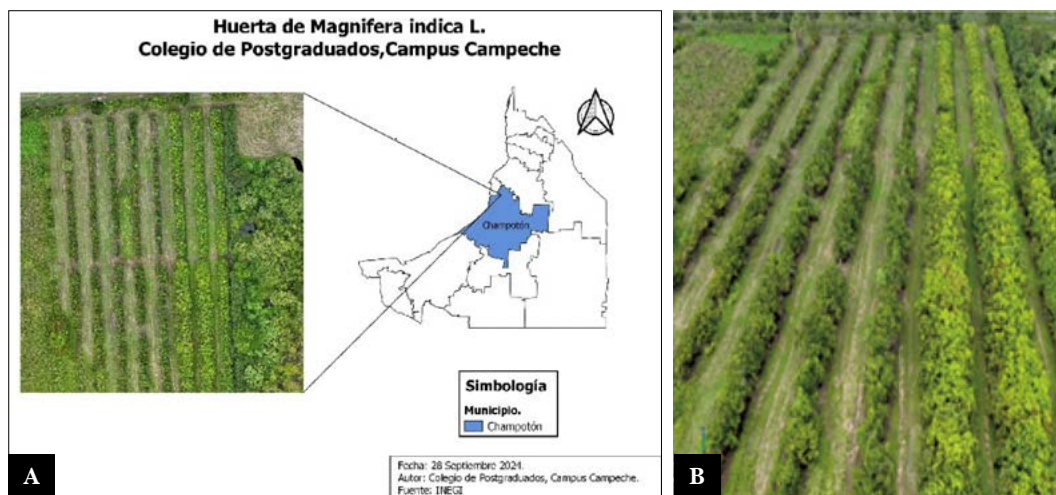 Huerta de Magnifera indica L.
Colegio de Postgraduados,Campus Campeche
Champotón
Simbología
Municipio.
Champotón
Fecha: 28 Septiembre 2024.
Autor: Colegio de Postgraduados, Campus Campeche.
Fuente: INEGI
A
B